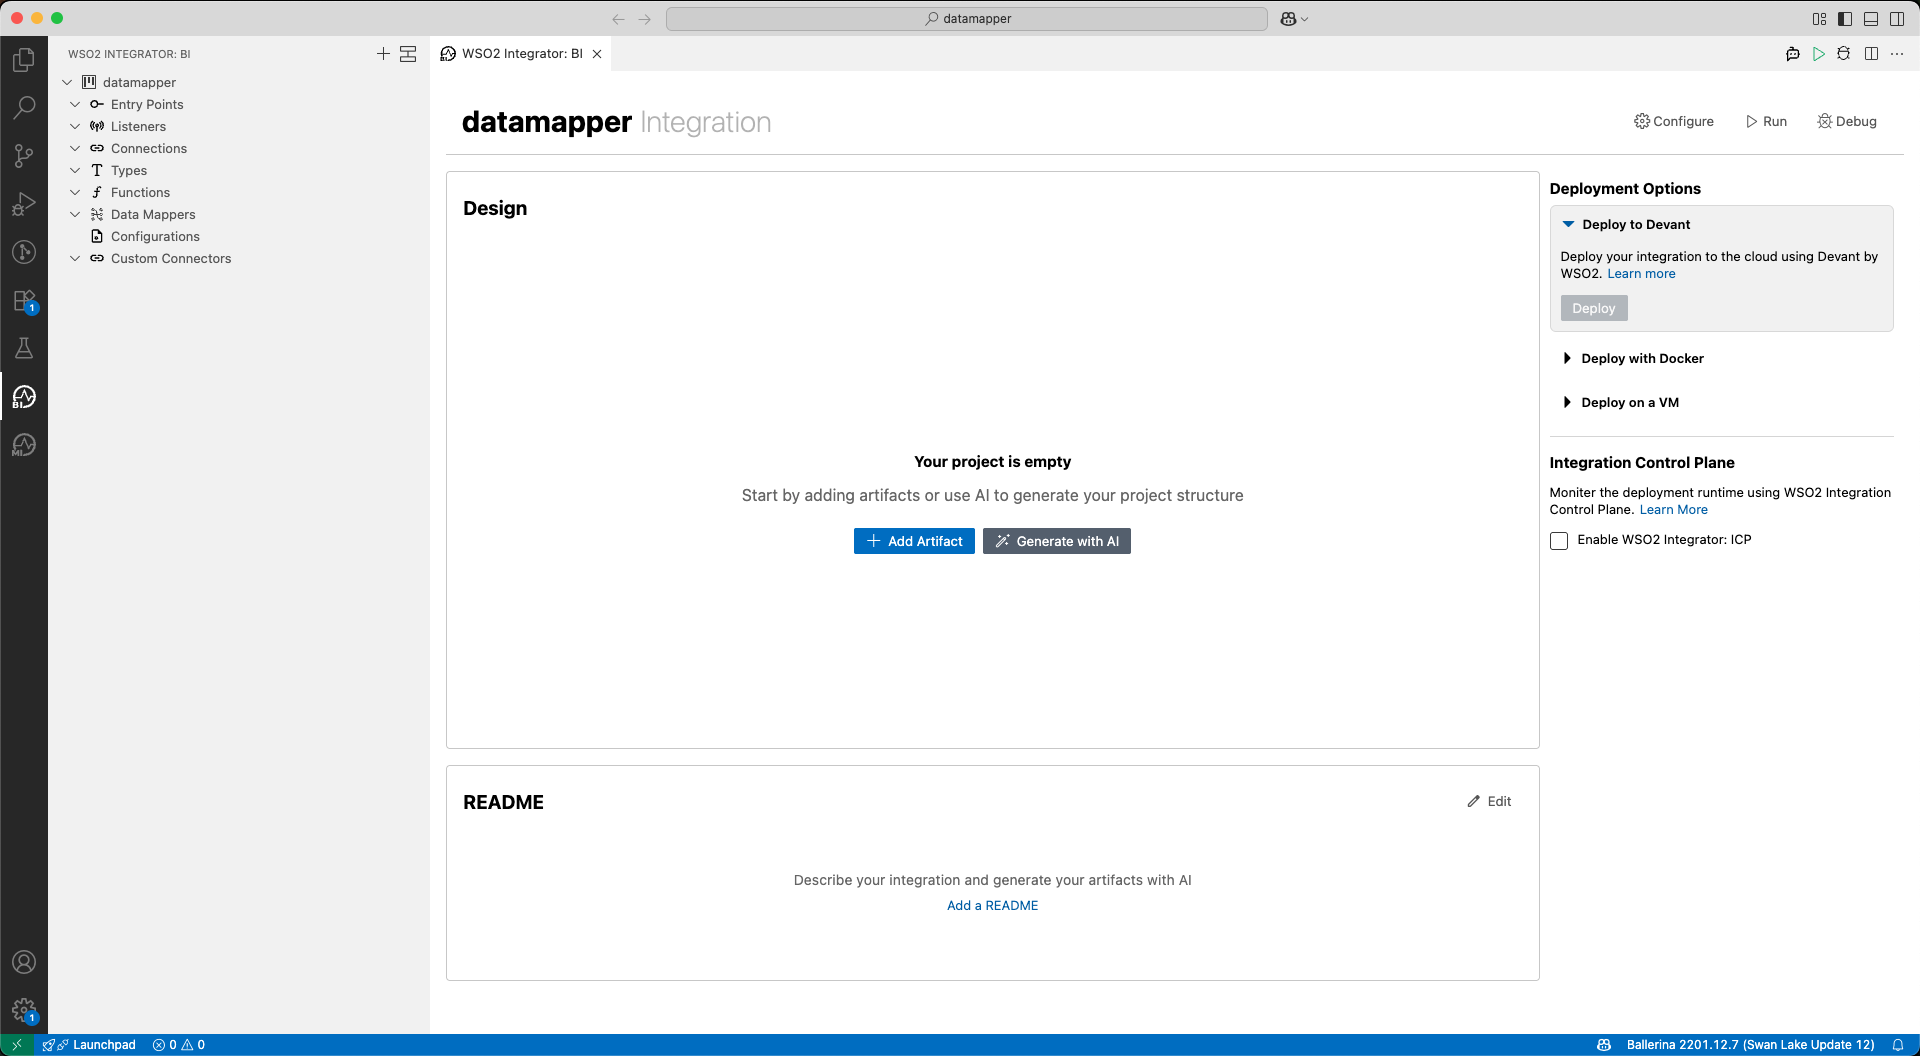 datamapper
WSO2 INTEGRATOR: BI
datamapper
Entry Points
Listeners
Connections
Types
Functions
Data Mappers
Configurations
Custom Connectors
WSO2 Integrator: BI
datamapper Integration
Configure
Run
Debug
Design
Your project is empty
Start by adding artifacts or use AI to generate your project structure
Add Artifact
Generate with AI
README
Edit
Describe your integration and generate your artifacts with AI
Add a README
Deployment Options
Deploy to Devant
Deploy your integration to the cloud using Devant by
WSO2. Learn more
Deploy
Deploy with Docker
Deploy on a VM
Integration Control Plane
Moniter the deployment runtime using WSO2 Integration
Control Plane. Learn More
Enable WSO2 Integrator: ICP
1
BI
MI
1
Launchpad
0 0
Ballerina 2201.12.7 (Swan Lake Update 12)